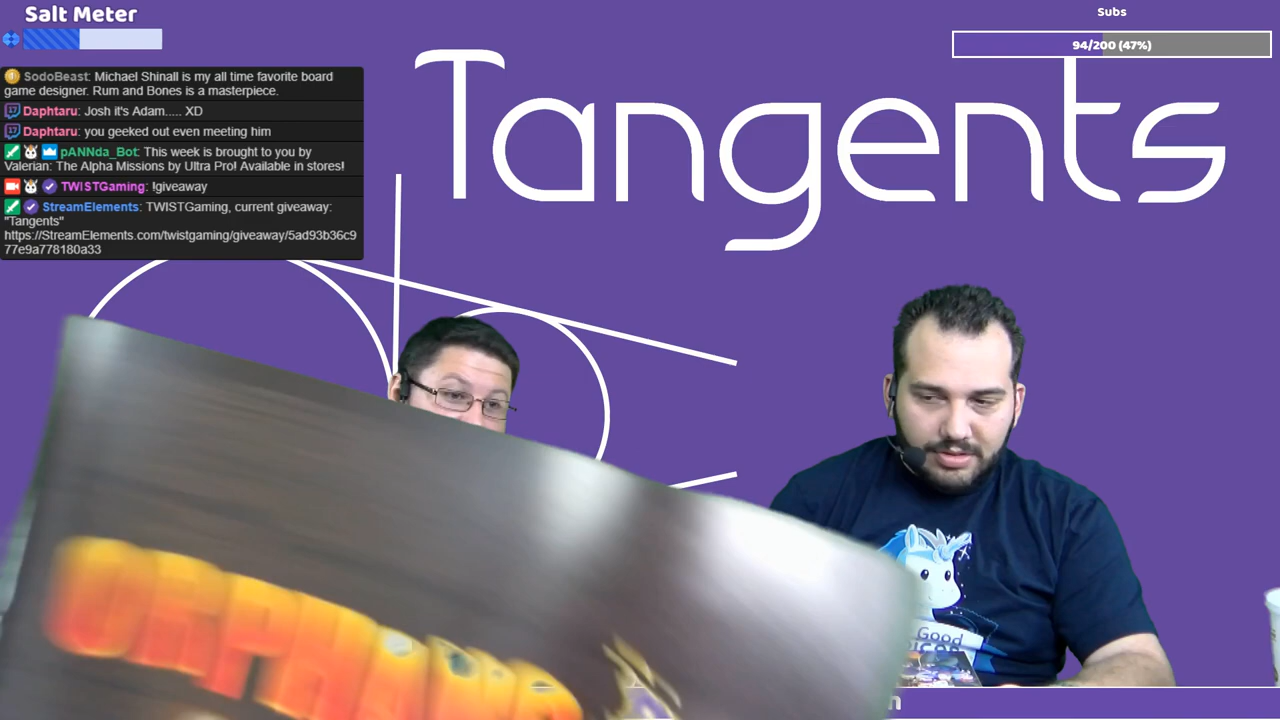 Salt Meter
SodoBeast: Michael Shinall is my all time favorite board
game designer. Rum and Bones is a masterpiece.
Daphtaru: Josh it's Adam..... XD
Daphtaru: you geeked out even meeting him
pANNda_Bot: This week is brought to you by
Valerian: The Alpha Missions by Ultra Pro! Available in stores!
TWISTGaming: !giveaway
StreamElements: TWISTGaming, current giveaway:
"Tangents"
https://StreamElements.com/twistgaming/giveaway/5ad93b36c9
77e9a778180a33
Tangents
Subs
94/200 (47%)
Good